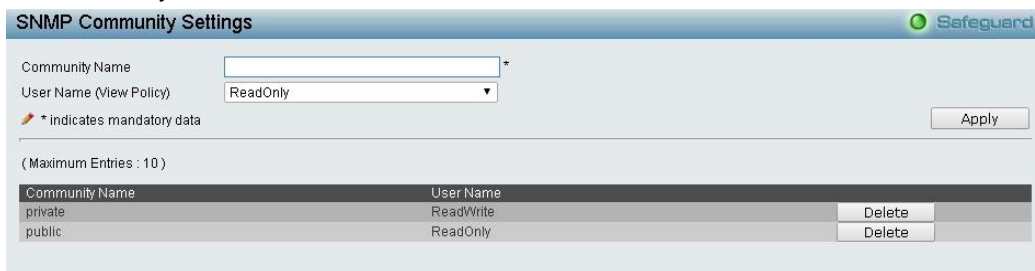 SNMP Community Settings
Safeguard
Community Name *
User Name (View Policy) ReadOnly
* indicates mandatory data
Apply
( Maximum Entries : 10 )
Community Name User Name
private ReadWrite Delete
public ReadOnly Delete